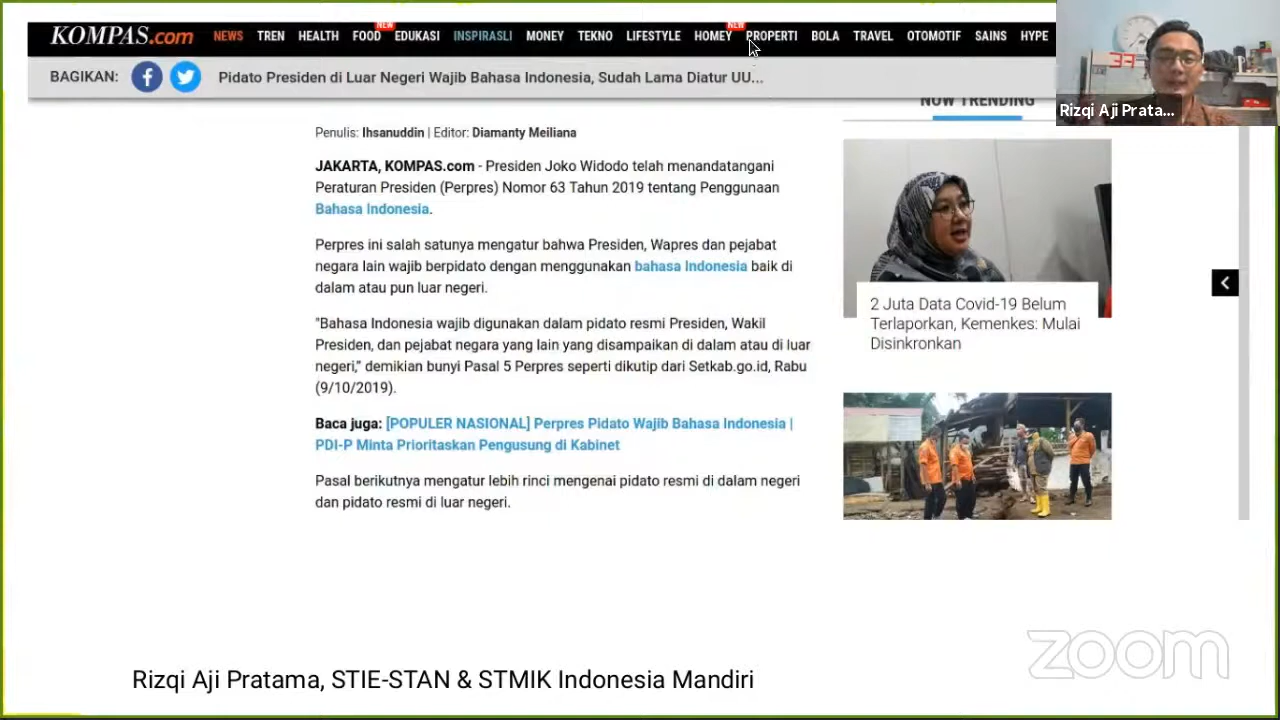 KOMPAS.com NEWS TREN HEALTH FOOD NEW EDUKASI INSPIRASLI MONEY TEKNO LIFESTYLE HOMEY NEW PROPERTI BOLA TRAVEL OTOMOTIF SAINS HYPE
BAGIKAN: Pidato Presiden di Luar Negeri Wajib Bahasa Indonesia, Sudah Lama Diatur UU...
Penulis: Ihsanuddin | Editor: Diamanty Meiliana
JAKARTA, KOMPAS.com - Presiden Joko Widodo telah menandatangani
Peraturan Presiden (Perpres) Nomor 63 Tahun 2019 tentang Penggunaan
Bahasa Indonesia.
Perpres ini salah satunya mengatur bahwa Presiden, Wapres dan pejabat
negara lain wajib berpidato dengan menggunakan bahasa Indonesia baik di
dalam atau pun luar negeri.
"Bahasa Indonesia wajib digunakan dalam pidato resmi Presiden, Wakil
Presiden, dan pejabat negara yang lain yang disampaikan di dalam atau di luar
negeri," demikian bunyi Pasal 5 Perpres seperti dikutip dari Setkab.go.id, Rabu
(9/10/2019).
Baca juga: [POPULER NASIONAL] Perpres Pidato Wajib Bahasa Indonesia |
PDI-P Minta Prioritaskan Pengusung di Kabinet
Pasal berikutnya mengatur lebih rinci mengenai pidato resmi di dalam negeri
dan pidato resmi di luar negeri.
NOW TRENDING
2 Juta Data Covid-19 Belum
Terlaporkan, Kemenkes: Mulai
Disinkronkan
33
Rizqi Aji Prata...
zoom
Rizqi Aji Pratama, STIE-STAN & STMIK Indonesia Mandiri